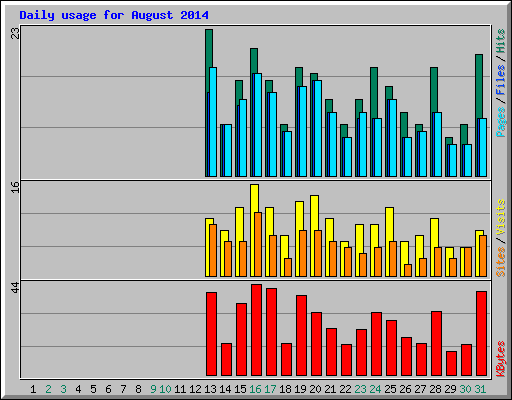 Daily usage for August 2014
23
Pages / Files / Hits
16
Sites / Visits
44
KBytes
1 2 3 4 5 6 7 8 9 10 11 12 13 14 15 16 17 18 19 20 21 22 23 24 25 26 27 28 29 30 31